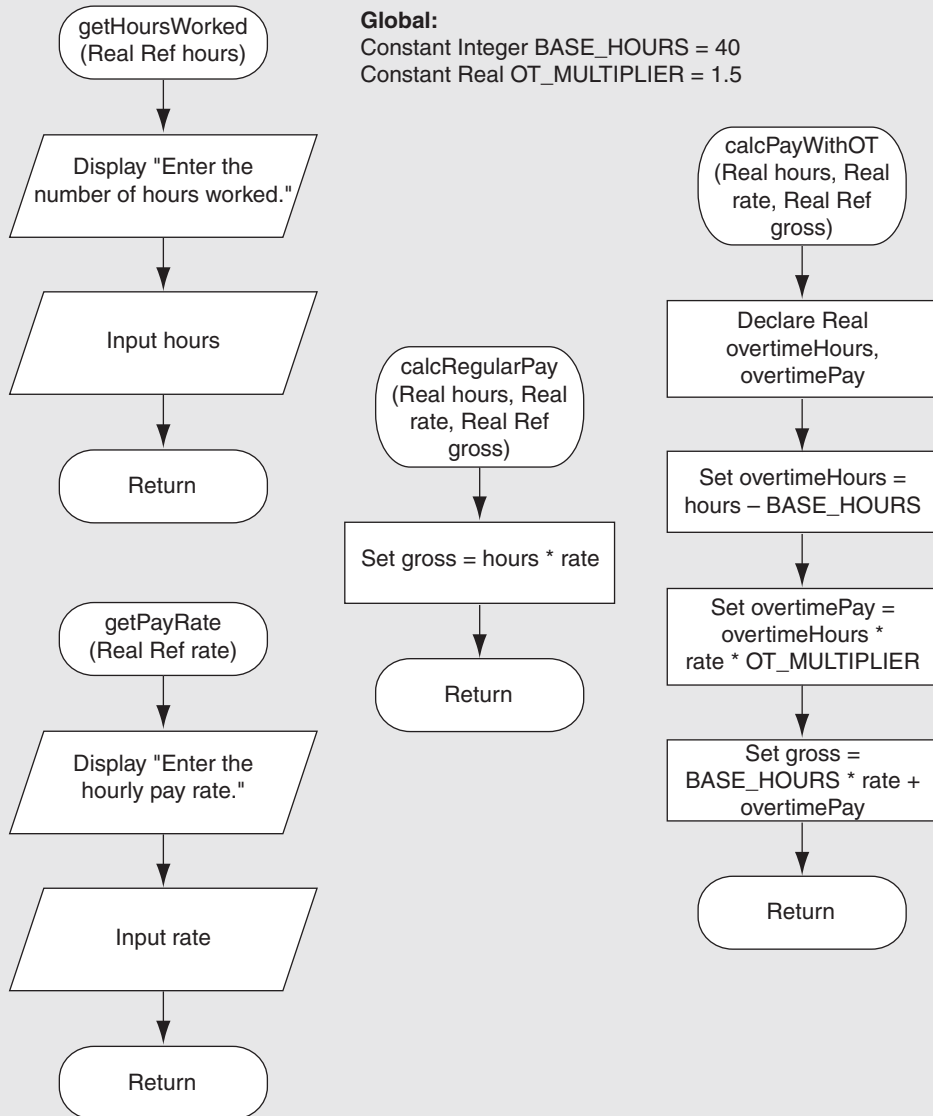 getHoursWorked
(Real Ref hours)
Display "Enter the
number of hours worked."
Input hours
Return
getPayRate
(Real Ref rate)
Display "Enter the
hourly pay rate."
Input rate
Return
Global:
Constant Integer BASE_HOURS = 40
Constant Real OT_MULTIPLIER = 1.5
calcRegularPay
(Real hours, Real
rate, Real Ref
gross)
Set gross = hours * rate
Return
calcPayWithOT
(Real hours, Real
rate, Real Ref
gross)
Declare Real
overtimeHours,
overtimePay
Set overtimeHours =
hours – BASE_HOURS
Set overtimePay =
overtimeHours *
rate * OT_MULTIPLIER
Set gross =
BASE_HOURS * rate +
overtimePay
Return